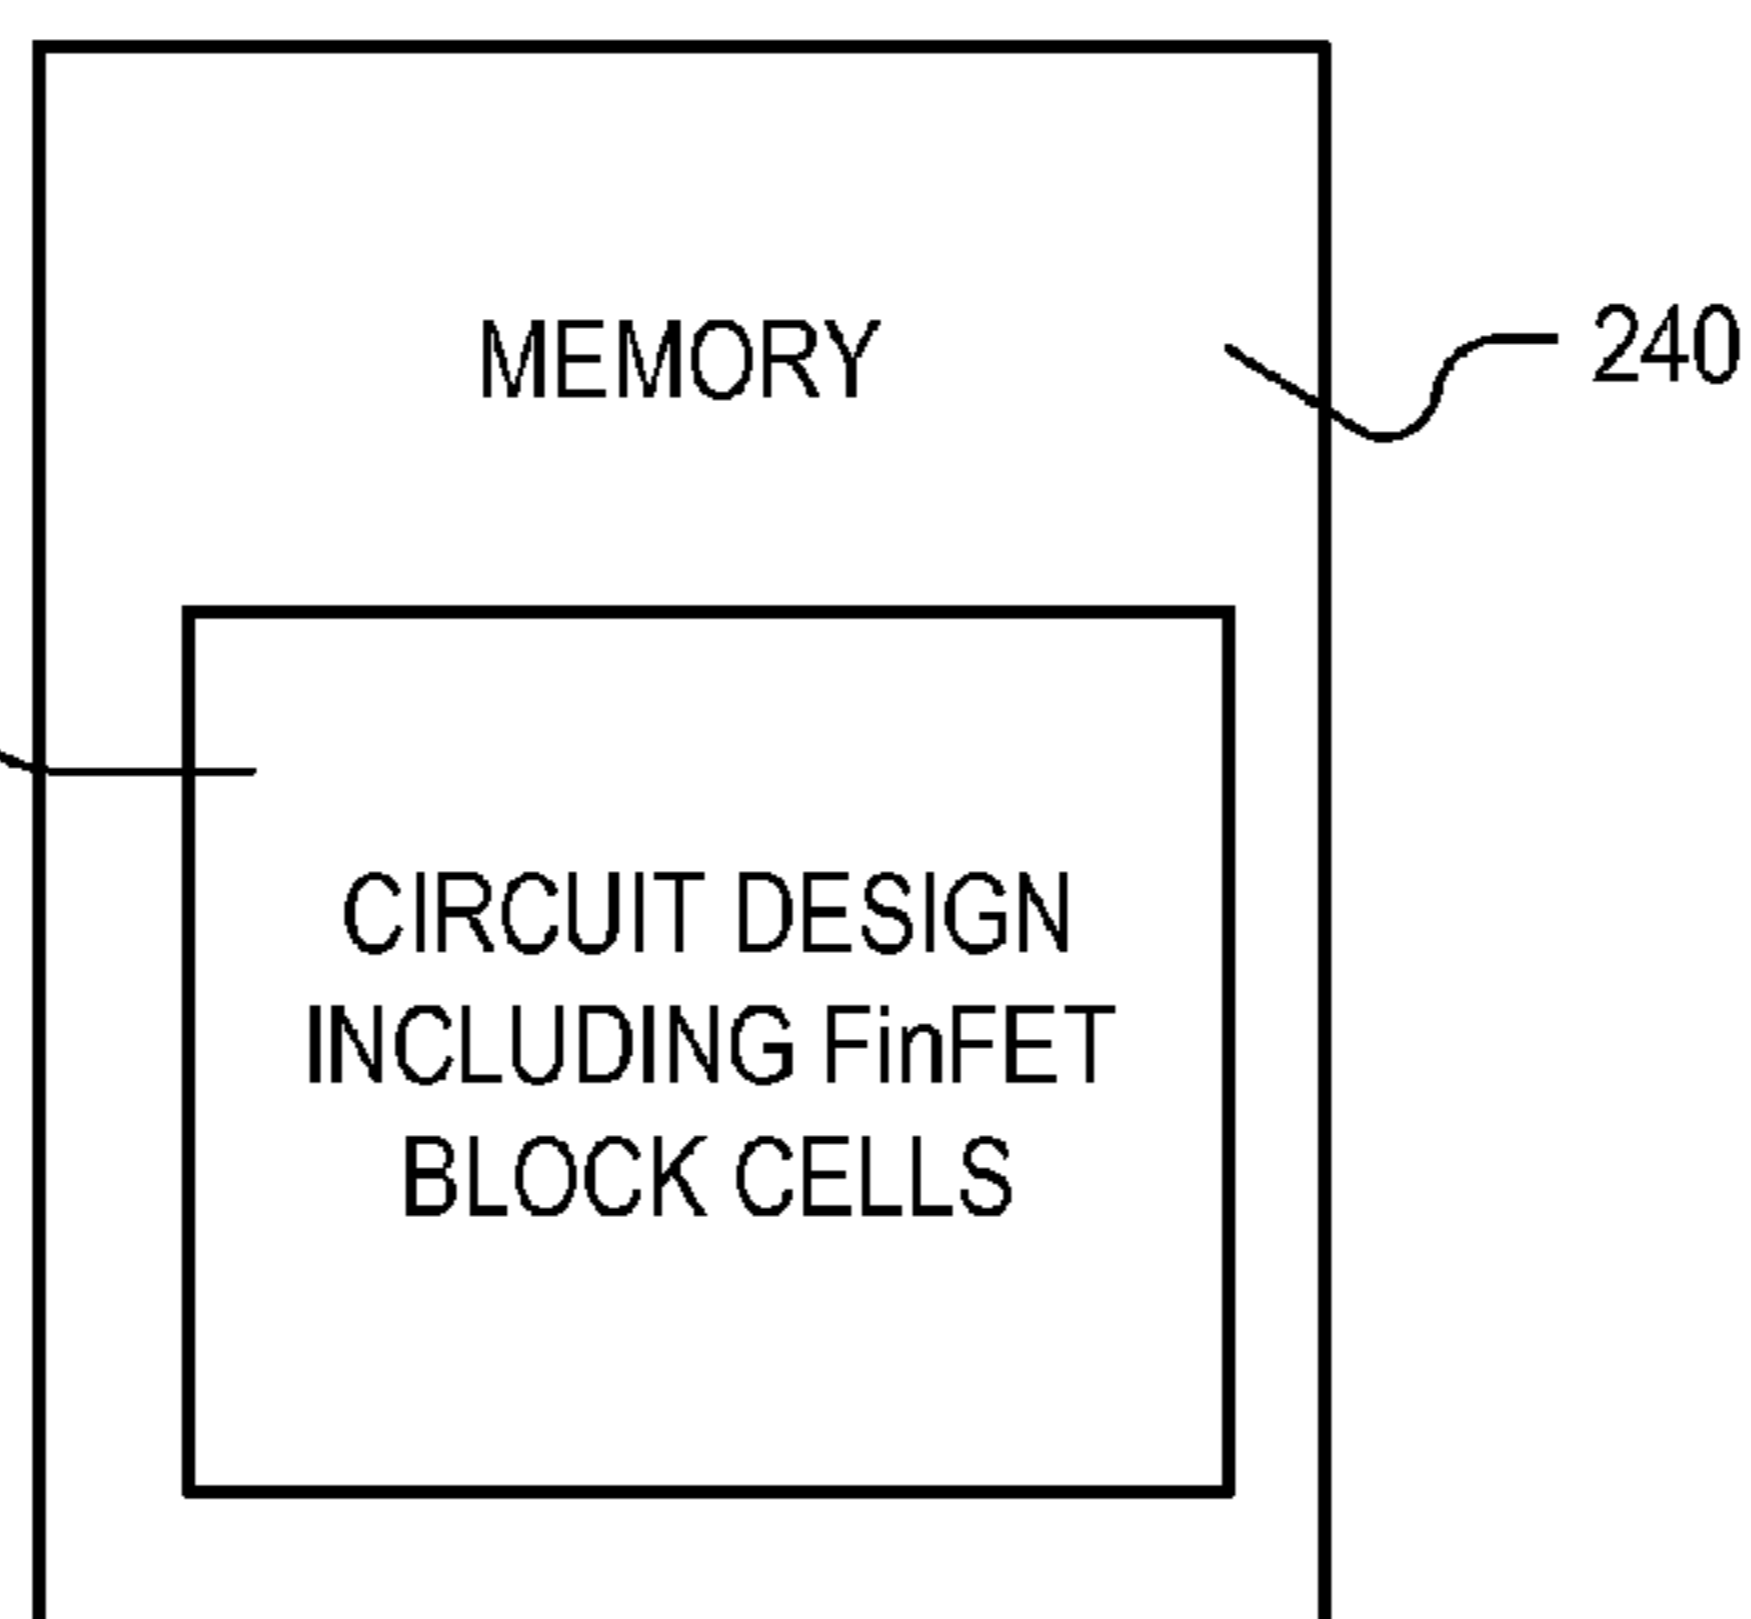 MEMORY
240
CIRCUIT DESIGN
INCLUDING FinFET
BLOCK CELLS